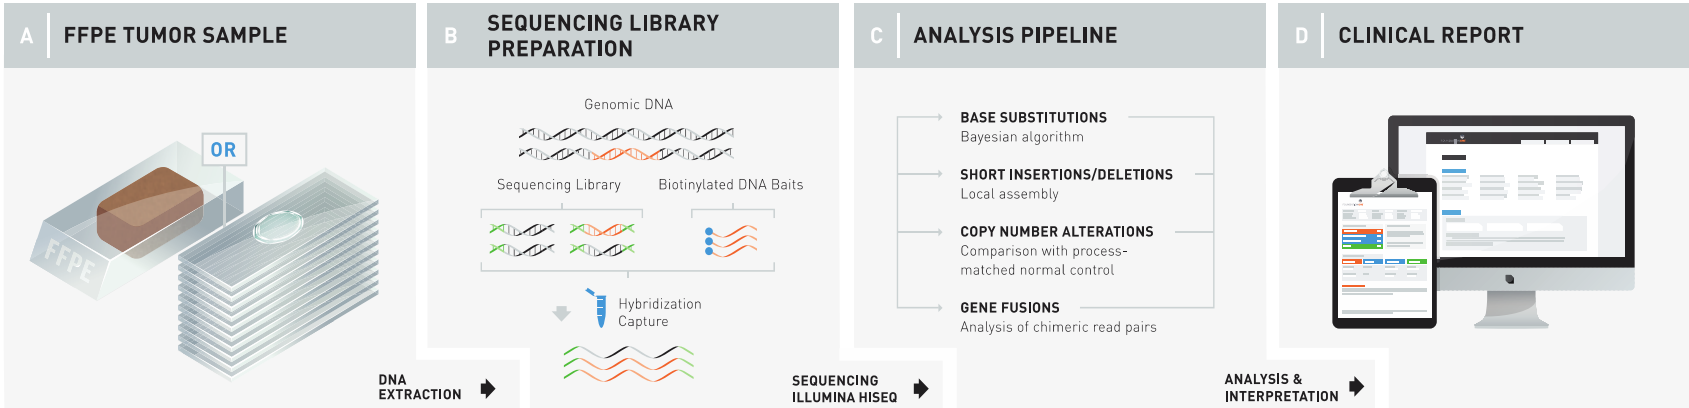 A
FFPE TUMOR SAMPLE
OR
FFPE
DNA
EXTRACTION
B
SEQUENCING LIBRARY
PREPARATION
Genomic DNA
Sequencing Library
Biotinylated DNA Baits
Hybridization
Capture
SEQUENCING
ILLUMINA HISEQ
C
ANALYSIS PIPELINE
BASE SUBSTITUTIONS
Bayesian algorithm
SHORT INSERTIONS/DELETIONS
Local assembly
COPY NUMBER ALTERATIONS
Comparison with process-
matched normal control
GENE FUSIONS
Analysis of chimeric read pairs
ANALYSIS &
INTERPRETATION
D
CLINICAL REPORT